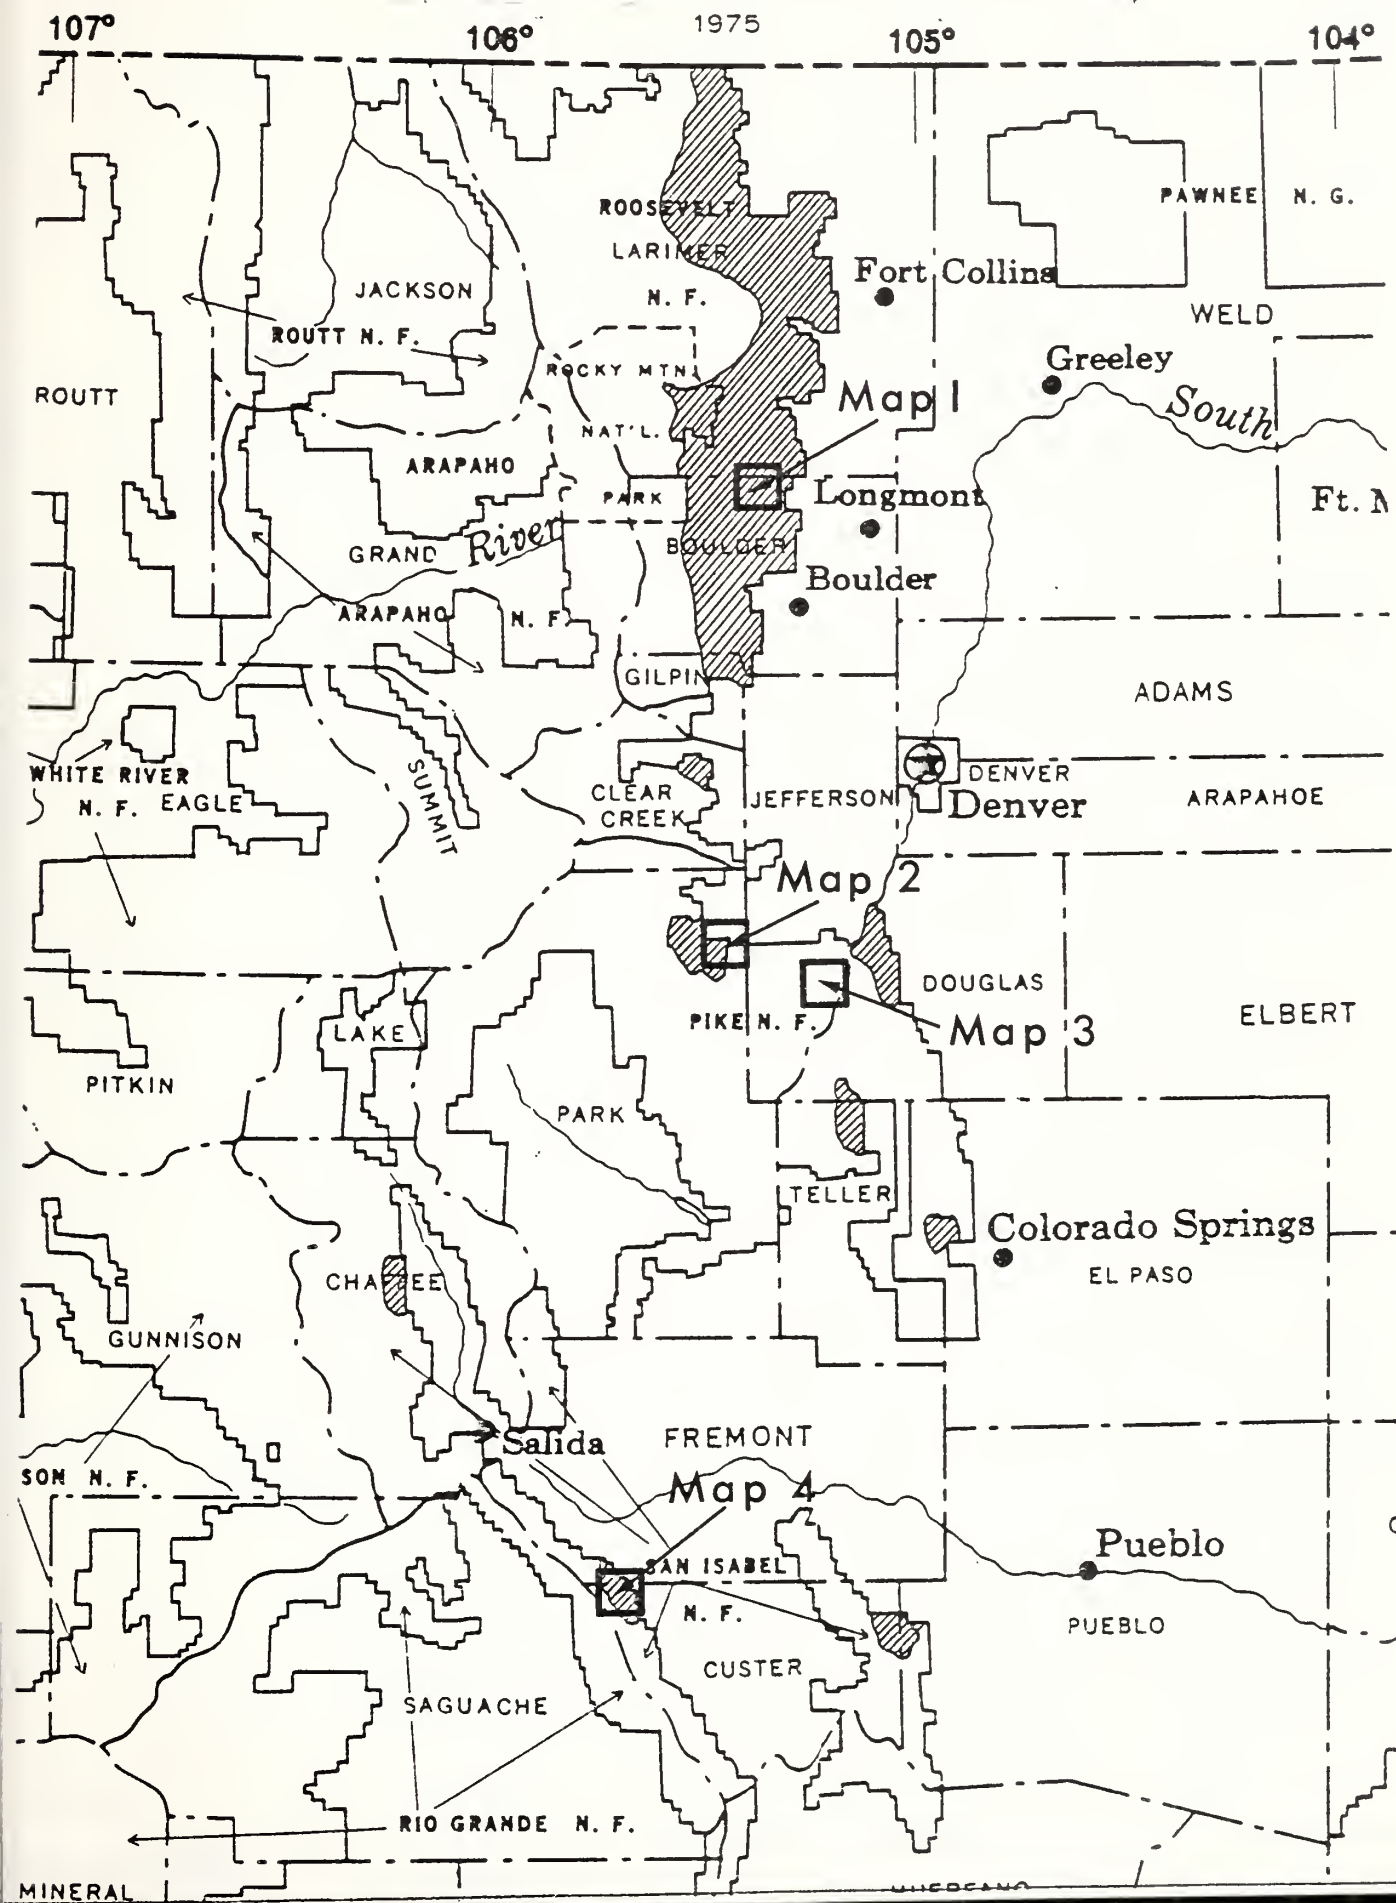 1975
107° 106° 105° 104°
ROOSEVELT
PAWNEE N. G.
LARIMER
Fort Collins
JACKSON
N. F.
WELD
ROUTT N. F.
Greeley
ROCKY MTN.
ROUTT
Map 1
South
NAT'L.
ARAPAHO
PARK
Longmont
Ft. M
GRAND
River
BOULDER
Boulder
ARAPAHO N. F.
GILPIN
ADAMS
WHITE RIVER
N. F.
EAGLE
SUMMIT
CLEAR
CREEK
JEFFERSON
DENVER
Denver
ARAPAHOE
Map 2
DOUGLAS
ELBERT
PIKE N. F.
Map 3
LAKE
PITKIN
PARK
TELLER
Colorado Springs
EL PASO
CHAFFEE
GUNNISON
Salida
FREMONT
SON N. F.
Map 4
Pueblo
SAN ISABEL
N. F.
PUEBLO
CUSTER
SAGUACHE
RIO GRANDE N. F.
MINERAL